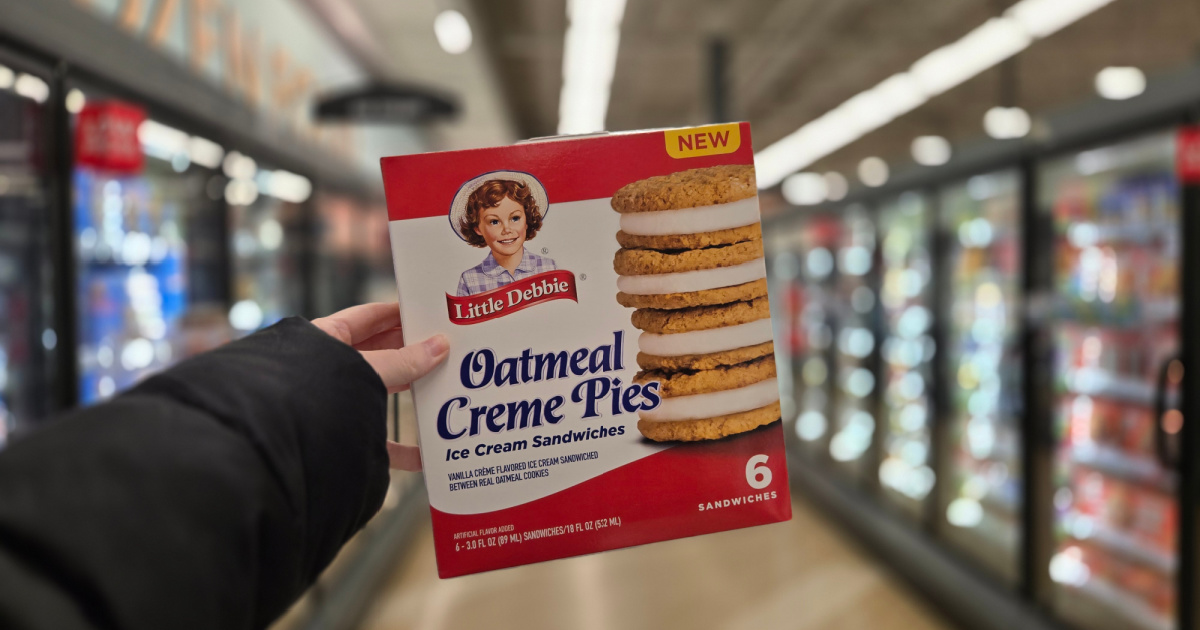 NEW
Little Debbie
®
®
Oatmeal
Creme Pies
Ice Cream Sandwiches
VANILLA CRÈME FLAVORED ICE CREAM SANDWICHED
BETWEEN REAL OATMEAL COOKIES
6
SANDWICHES
ARTIFICIAL FLAVOR ADDED
6 - 3.0 FL OZ (89 ML) SANDWICHES/18 FL OZ (532 ML)